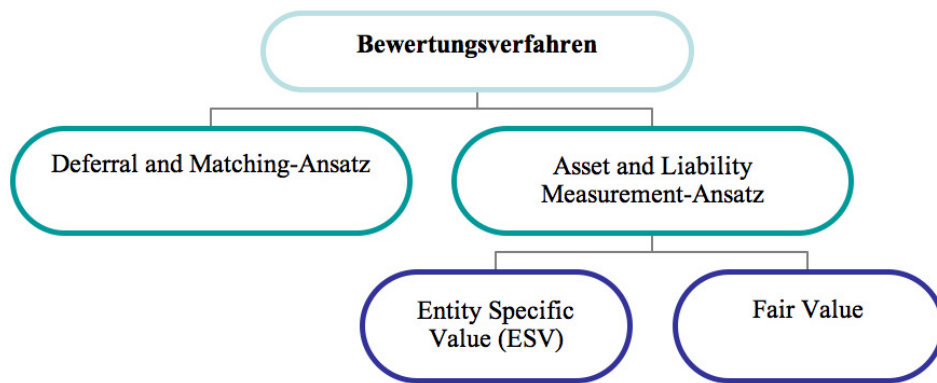 Bewertungsverfahren
Deferral and Matching-Ansatz
Asset and Liability
Measurement-Ansatz
Entity Specific
Value (ESV)
Fair Value